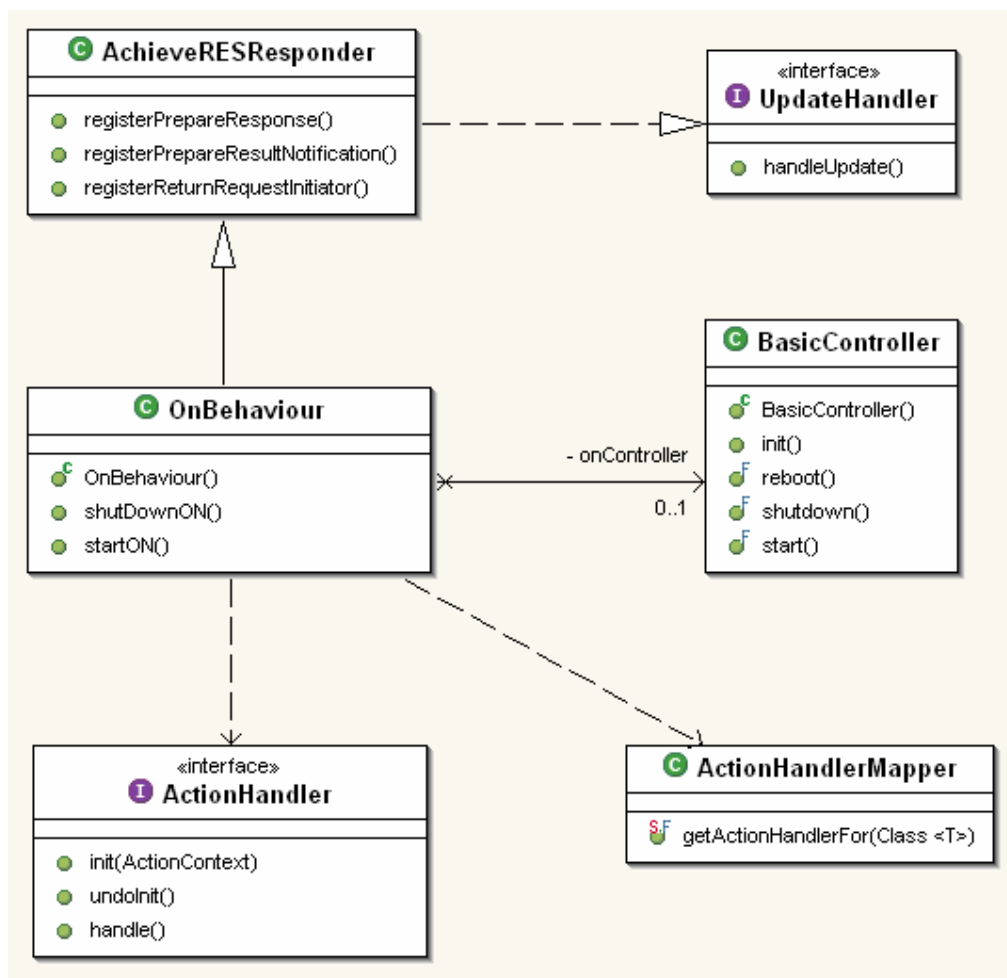 C AchieveRESResponder
registerPrepareResponse()
registerPrepareResultNotification()
registerReturnRequestInitiator()
«interface»
I UpdateHandler
handleUpdate()
C OnBehaviour
C OnBehaviour()
shutDownON()
startON()
- onController
0..1
C BasicController
C BasicController()
init()
F reboot()
F shutdown()
F start()
«interface»
I ActionHandler
init(ActionContext)
undoInit()
handle()
C ActionHandlerMapper
S F getActionHandlerFor(Class <T>)